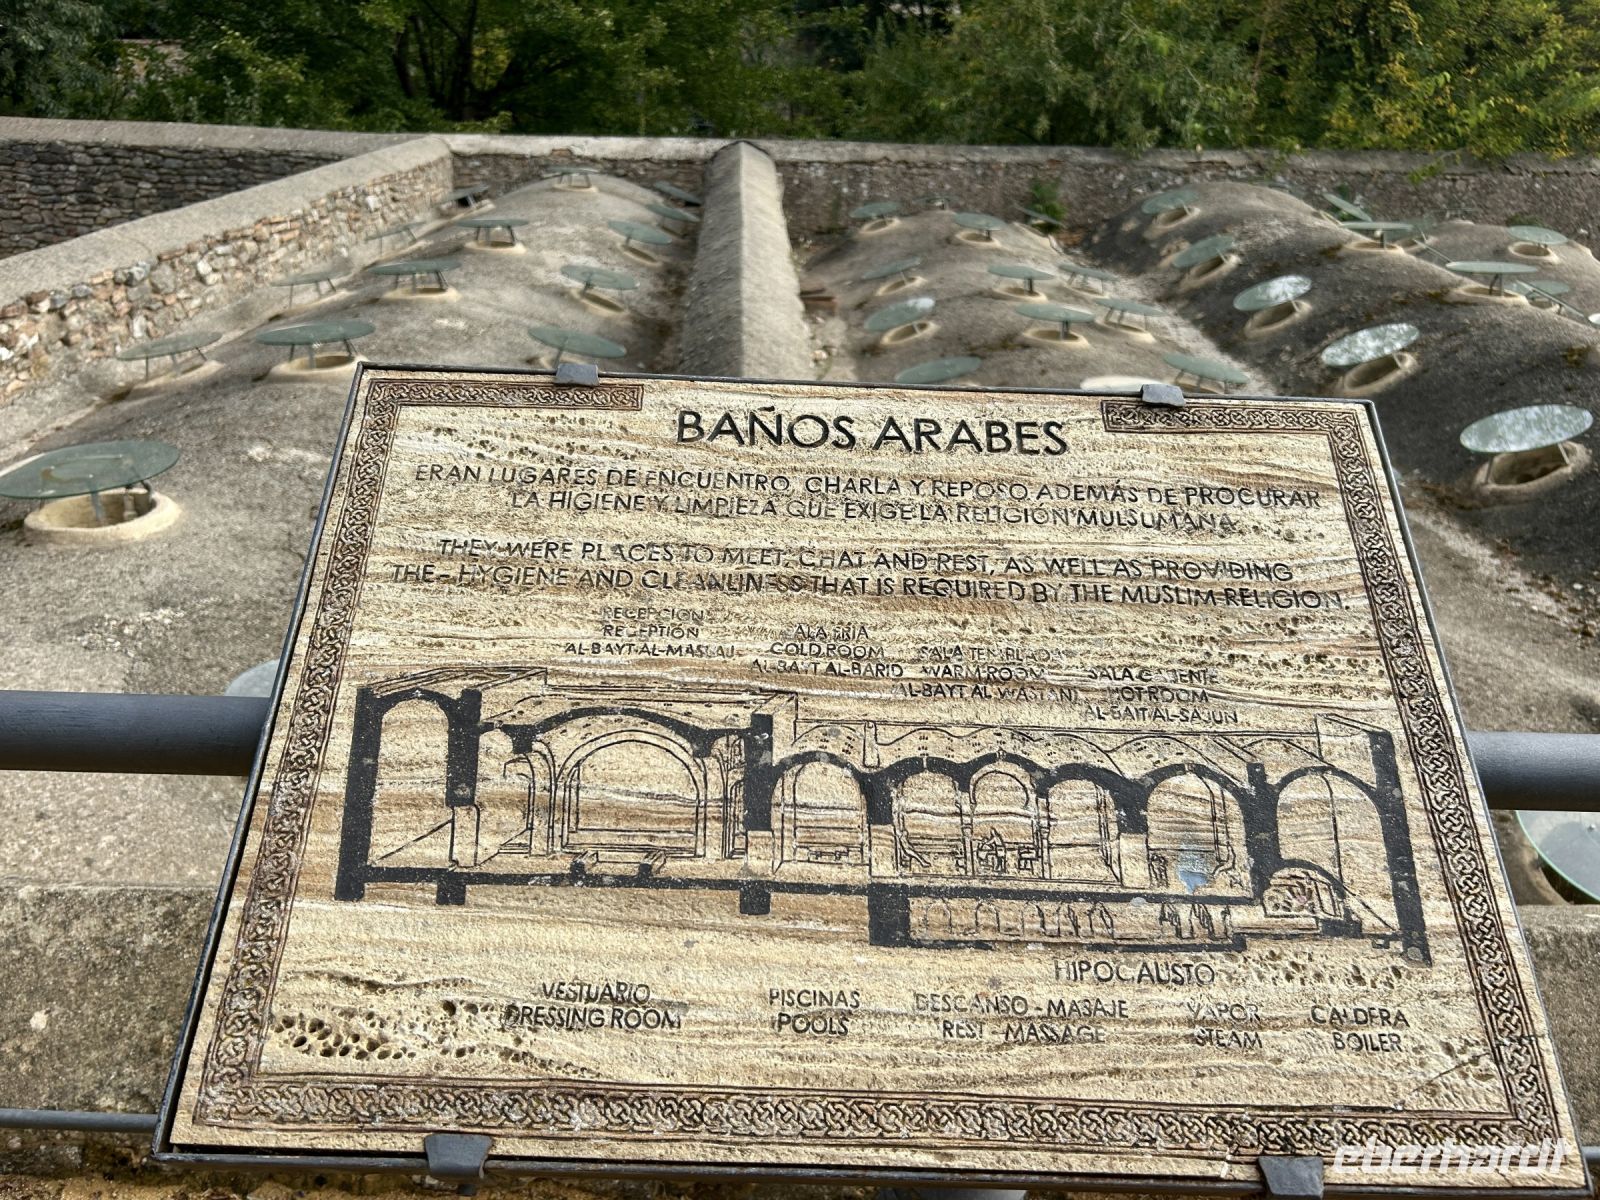 BAÑOS ARABES
ERAN LUGARES DE ENCUENTRO, CHARLA Y REPOSO, ADEMÁS DE PROCURAR
LA HIGIENE Y LIMPIEZA QUE EXIGE LA RELIGIÓN MULSUMANA.
THEY WERE PLACES TO MEET, CHAT AND REST, AS WELL AS PROVIDING
THE HYGIENE AND CLEANLINESS THAT IS REQUIRED BY THE MUSLIM RELIGION.
RECEPCION
RECEPTION
AL-BAYT AL-MASLAJ
SALA FRIA
COLD ROOM
AL-BAYT AL-BARID
SALA TEMPLADA
WARM ROOM
AL-BAYT AL WASTANI
SALA CALIENTE
HOT ROOM
AL-BAIT AL-SAJUN
HIPOCAUSTO
VESTUARIO
DRESSING ROOM
PISCINAS
POOLS
DESCANSO - MASAJE
REST - MASSAGE
VAPOR
STEAM
CALDERA
BOILER
eberhardt